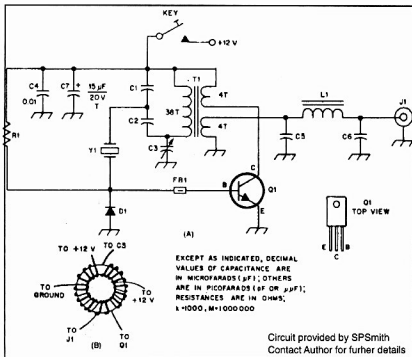 KEY
+12 V
C4
0.01
C7
+
15 µF
20 V
T
C1
T1
4T
38T
C2
4T
C3
L1
J1
C5
C6
R1
Y1
FB1
B
C
Q1
E
D1
(A)
Q1
TOP VIEW
E
C
B
TO +12 V
TO C3
TO GROUND
TO +12 V
TO J1
TO Q1
(B)
EXCEPT AS INDICATED, DECIMAL
VALUES OF CAPACITANCE ARE
IN MICROFARADS (µF); OTHERS
ARE IN PICOFARADS (pF OR µµF);
RESISTANCES ARE IN OHMS;
k=1000, M=1000000
Circuit provided by SPSmith
Contact Author for furher details